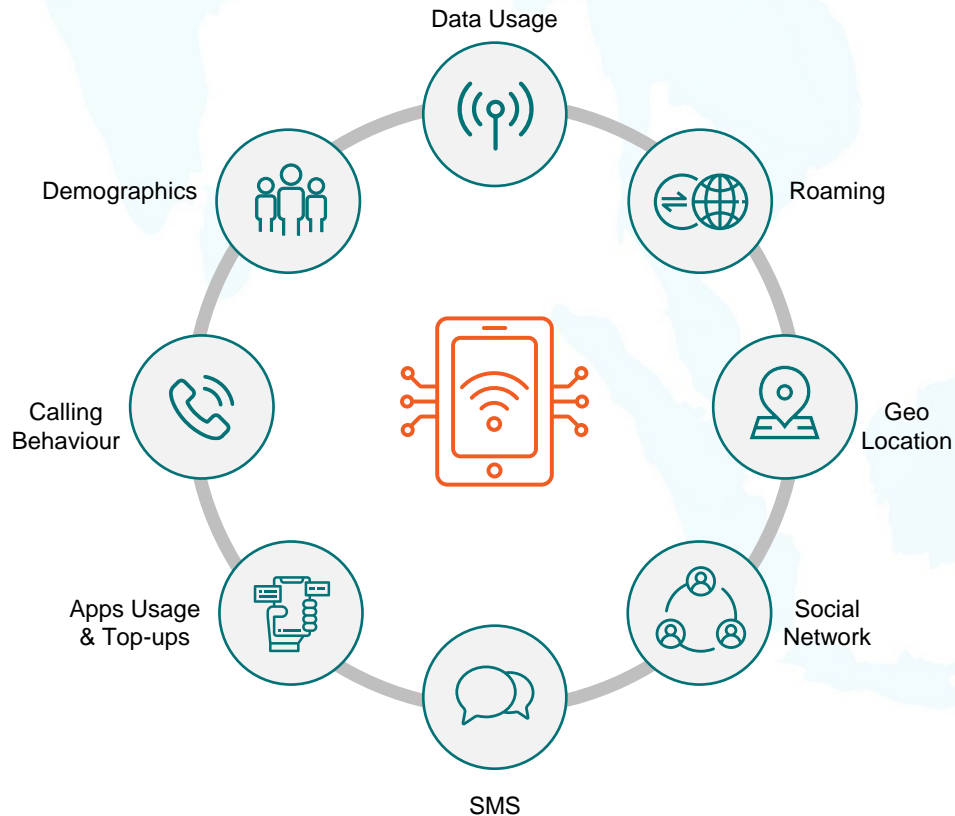 Data Usage
Demographics
Roaming
Calling
Behaviour
Geo
Location
Apps Usage
& Top-ups
Social
Network
SMS